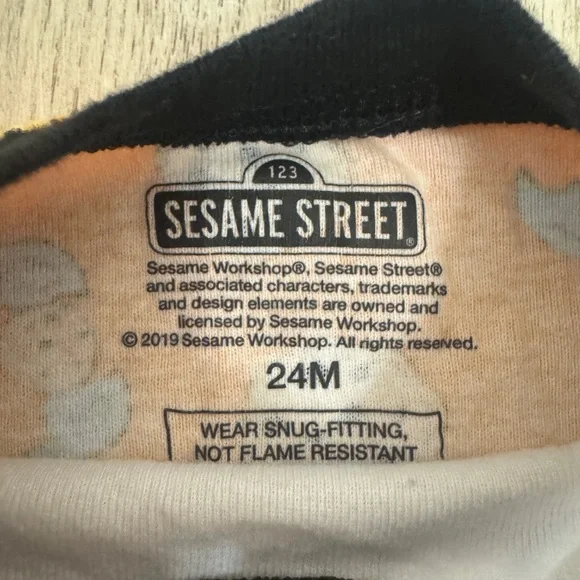 123
SESAME STREET®
Sesame Workshop®, Sesame Street®
and associated characters, trademarks
and design elements are owned and
licensed by Sesame Workshop.
© 2019 Sesame Workshop. All rights reserved.
24M
WEAR SNUG-FITTING,
NOT FLAME RESISTANT